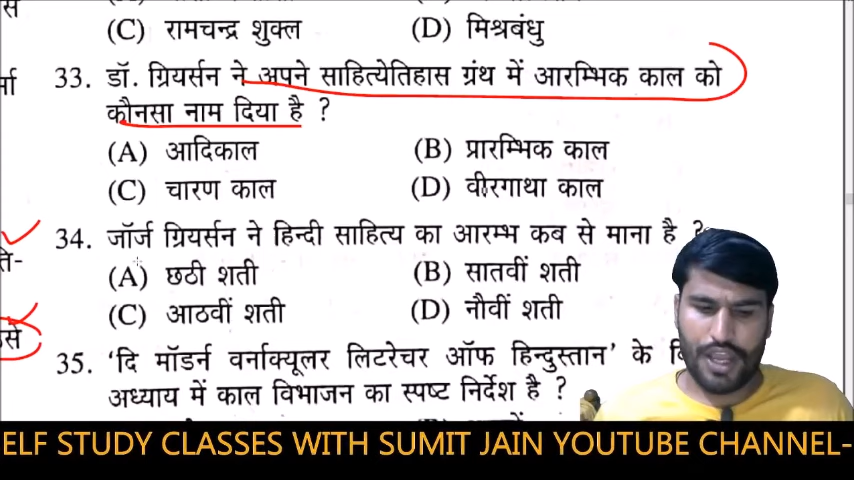 से
(C) रामचन्द्र शुक्ल (D) मिश्रबंधु
33. डॉ. ग्रियर्सन ने अपने साहित्येतिहास ग्रंथ में आरम्भिक काल को
कौनसा नाम दिया है ?
(A) आदिकाल (B) प्रारम्भिक काल
(C) चारण काल (D) वीरगाथा काल
34. जॉर्ज ग्रियर्सन ने हिन्दी साहित्य का आरम्भ कब से माना है ?
ति-
(A) छठी शती (B) सातवीं शती
(C) आठवीं शती (D) नौवीं शती
से
35. 'दि मॉडर्न वर्नाक्यूलर लिटरेचर ऑफ हिन्दुस्तान' के
अध्याय में काल विभाजन का स्पष्ट निर्देश है ?
ELF STUDY CLASSES WITH SUMIT JAIN YOUTUBE CHANNEL-